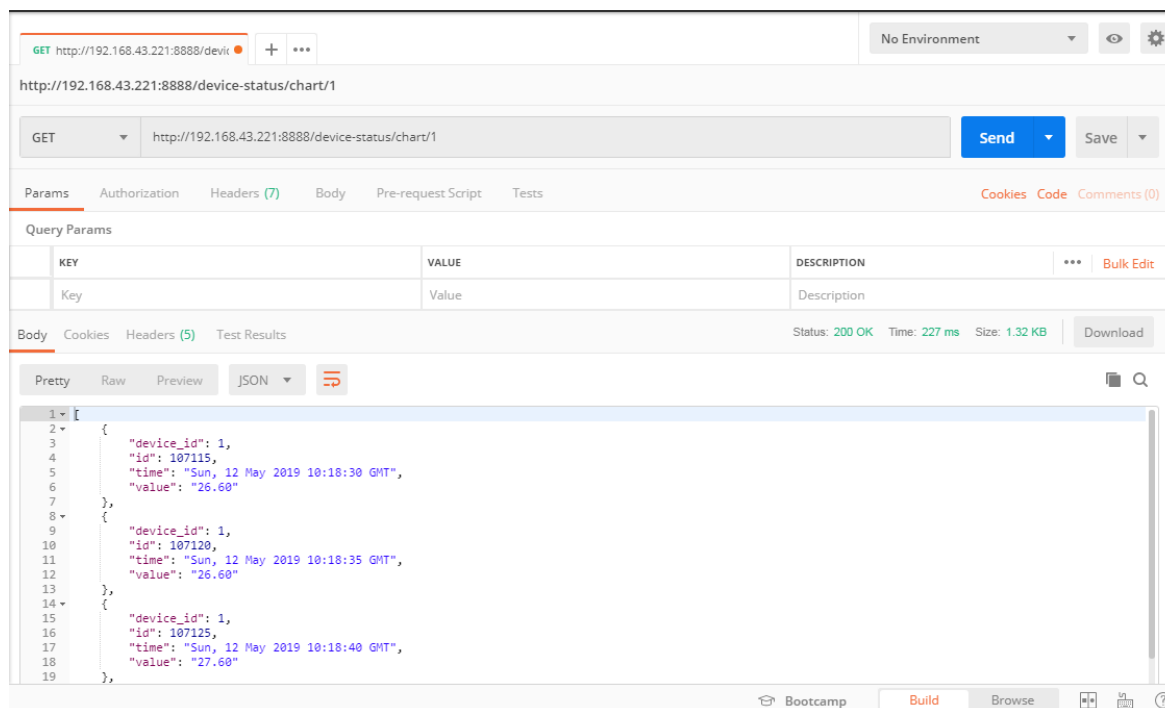 GET http://192.168.43.221:8888/devic
No Environment
http://192.168.43.221:8888/device-status/chart/1
GET http://192.168.43.221:8888/device-status/chart/1 Send Save
Params Authorization Headers (7) Body Pre-request Script Tests Cookies Code Comments (0)
Query Params
KEY VALUE DESCRIPTION Bulk Edit
Key Value Description
Body Cookies Headers (5) Test Results Status: 200 OK Time: 227 ms Size: 1.32 KB Download
Pretty Raw Preview JSON
1 [
2 {
3 "device_id": 1,
4 "id": 107115,
5 "time": "Sun, 12 May 2019 10:18:30 GMT",
6 "value": "26.60"
7 },
8 {
9 "device_id": 1,
10 "id": 107120,
11 "time": "Sun, 12 May 2019 10:18:35 GMT",
12 "value": "26.60"
13 },
14 {
15 "device_id": 1,
16 "id": 107125,
17 "time": "Sun, 12 May 2019 10:18:40 GMT",
18 "value": "27.60"
19 },
Bootcamp Build Browse